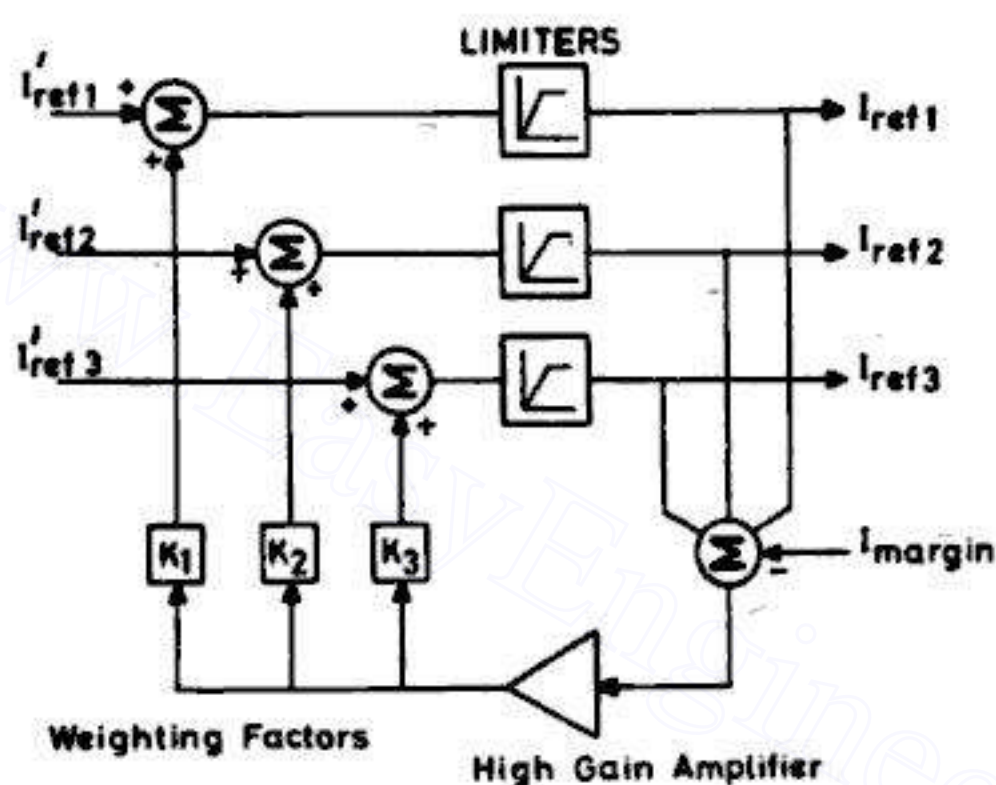 LIMITERS
I'ref1 + Σ + Iref1
I'ref2 + Σ + Iref2
I'ref3 + Σ + Iref3
K1 K2 K3 Σ - Imargin
Weighting Factors
High Gain Amplifier